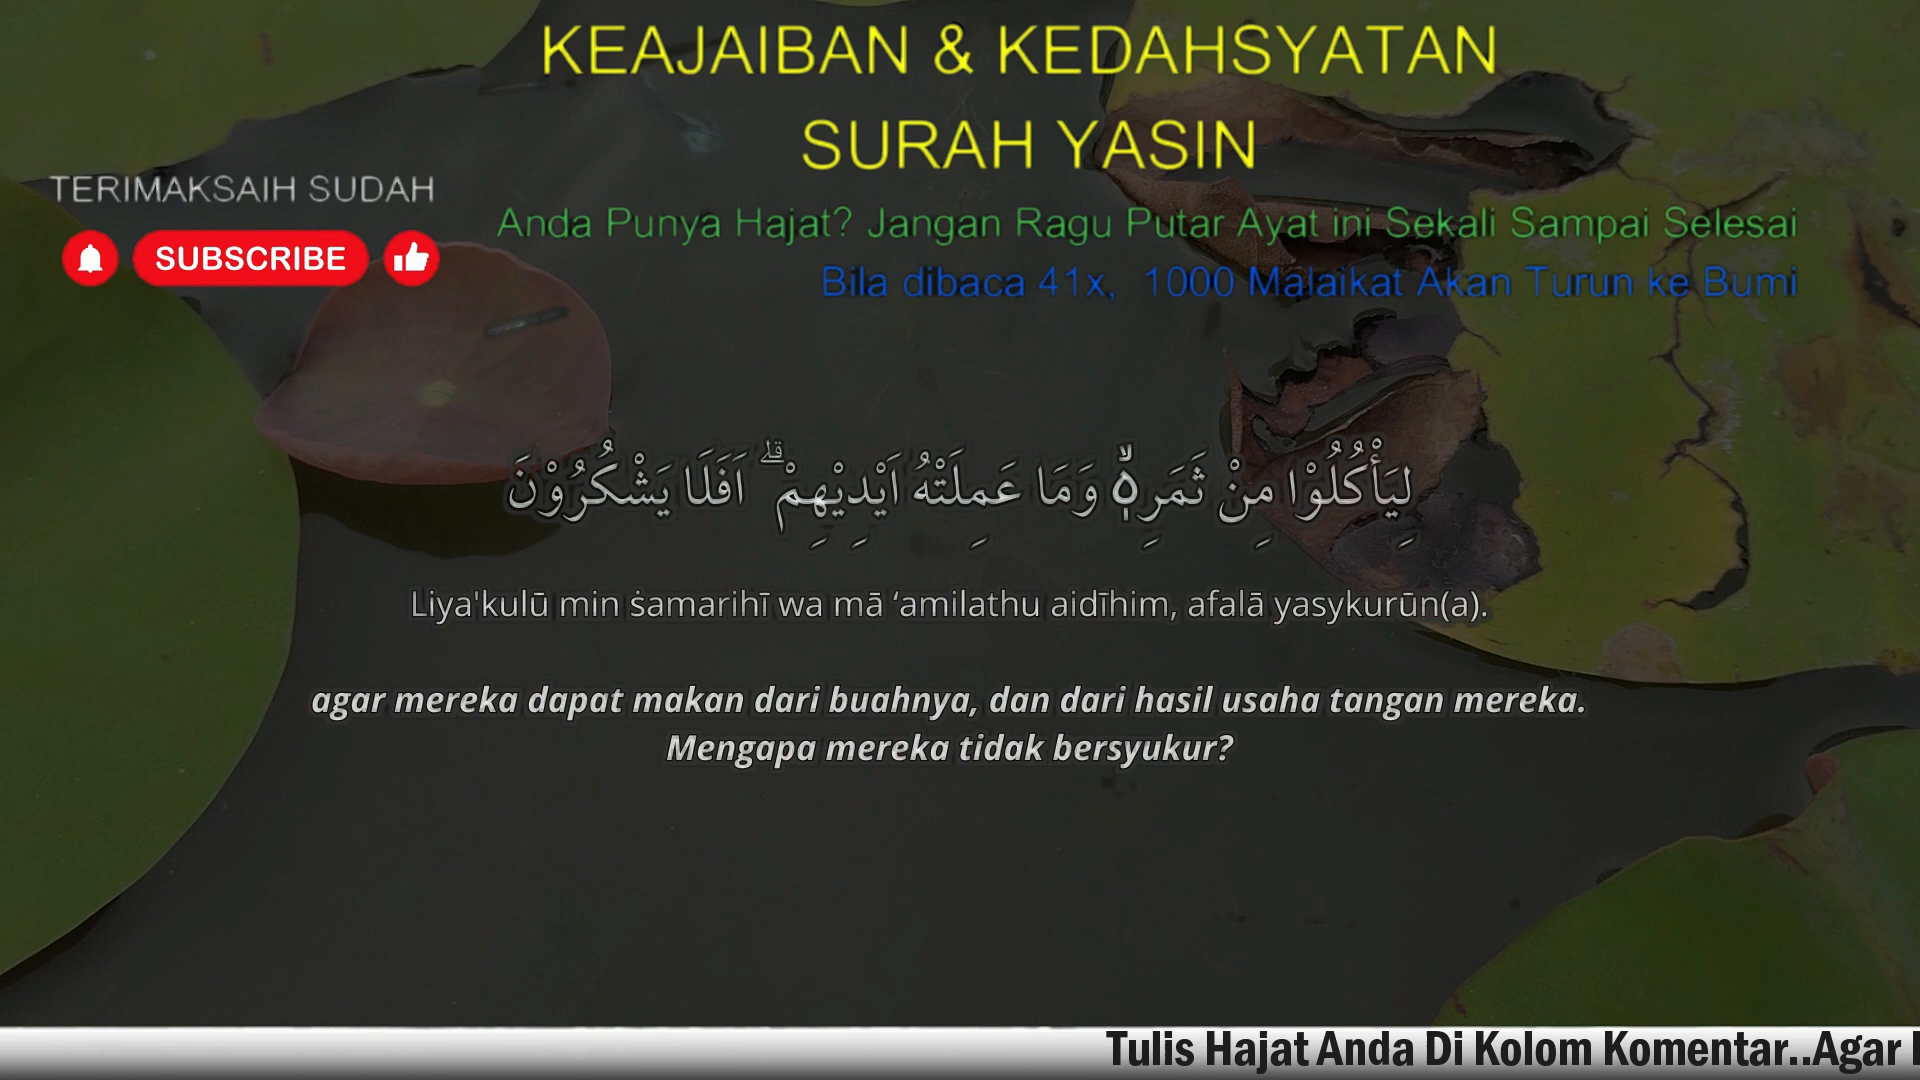 KEAJAIBAN & KEDAHSYATAN
SURAH YASIN
TERIMAKSAIH SUDAH
SUBSCRIBE
Anda Punya Hajat? Jangan Ragu Putar Ayat ini Sekali Sampai Selesai
Bila dibaca 41x, 1000 Malaikat Akan Turun ke Bumi
لِيَأْكُلُوْا مِنْ ثَمَرِهٖۙ وَمَا عَمِلَتْهُ اَيْدِيْهِمْ ۗ اَفَلَا يَشْكُرُوْنَ
Liya'kulū min ṡamarihī wa mā ‘amilathu aidīhim, afalā yasykurūn(a).
agar mereka dapat makan dari buahnya, dan dari hasil usaha tangan mereka.
Mengapa mereka tidak bersyukur?
Tulis Hajat Anda Di Kolom Komentar..Agar